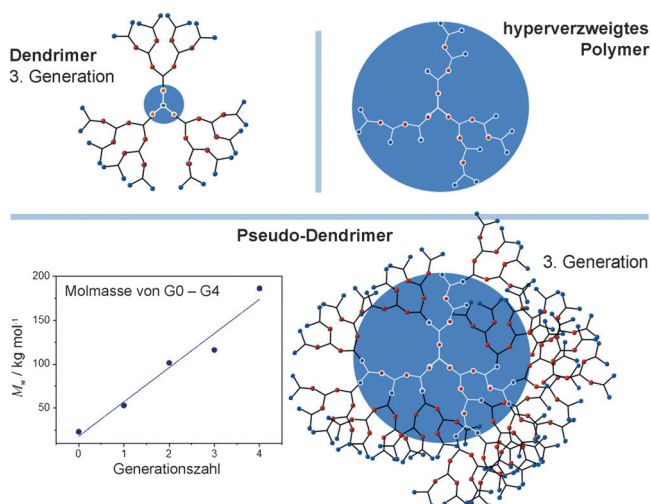 Dendrimer
3. Generation
hyperverzweigtes
Polymer
Pseudo-Dendrimer
3. Generation
Molmasse von G0 – G4
200
150
100
50
M_w / kg mol⁻¹
0 1 2 3 4
Generationszahl